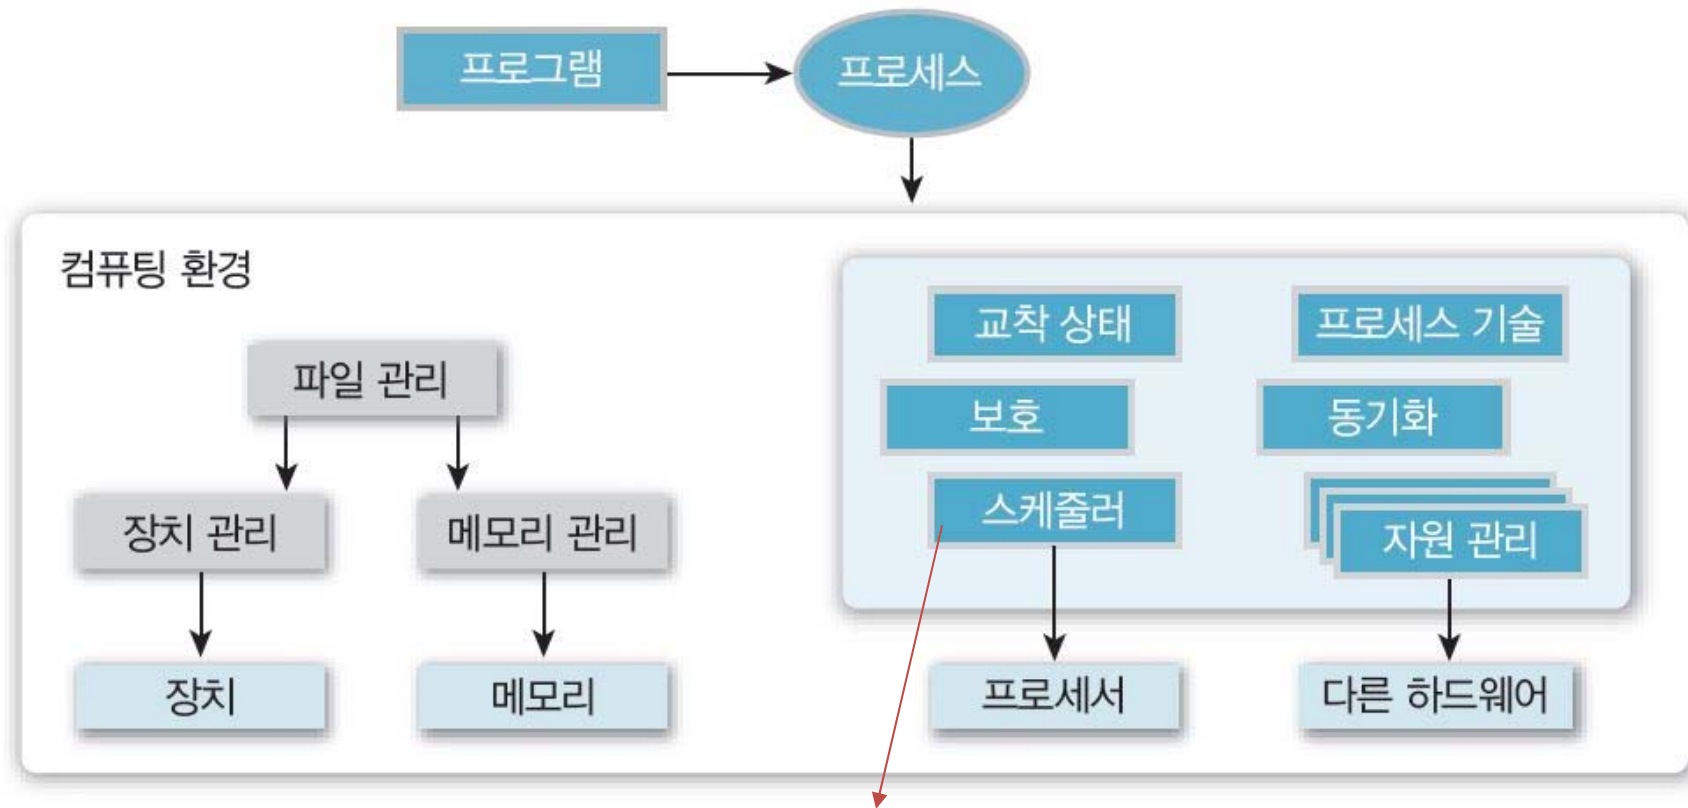 프로그램
프로세스
컴퓨팅 환경
파일 관리
장치 관리
메모리 관리
장치
메모리
교착 상태
프로세스 기술
보호
동기화
스케줄러
자원 관리
프로세서
다른 하드웨어